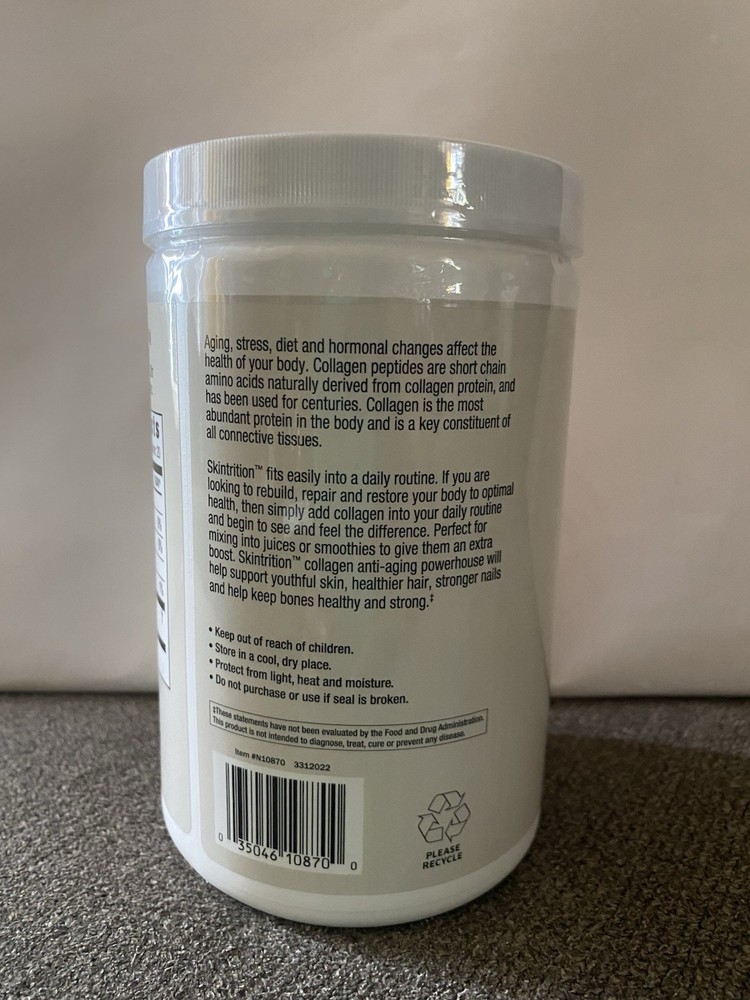 Aging, stress, diet and hormonal changes affect the
health of your body. Collagen peptides are short chain
amino acids naturally derived from collagen protein, and
has been used for centuries. Collagen is the most
abundant protein in the body and is a key constituent of
all connective tissues.
Skintrition™ fits easily into a daily routine. If you are
looking to rebuild, repair and restore your body to optimal
health, then simply add collagen into your daily routine
and begin to see and feel the difference. Perfect for
mixing into juices or smoothies to give them an extra
boost. Skintrition™ collagen anti-aging powerhouse will
help support youthful skin, healthier hair, stronger nails
and help keep bones healthy and strong.‡
• Keep out of reach of children.
• Store in a cool, dry place.
• Protect from light, heat and moisture.
• Do not purchase or use if seal is broken.
‡These statements have not been evaluated by the Food and Drug Administration.
This product is not intended to diagnose, treat, cure or prevent any disease.
Item #N10870 3312022
0 35046 10870 0
PLEASE
RECYCLE